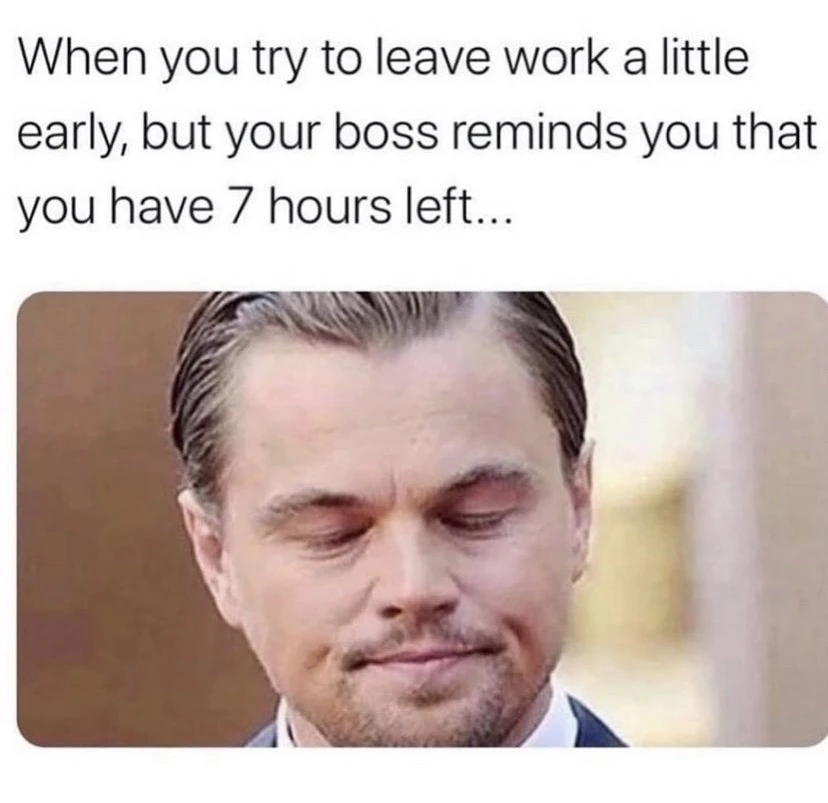 When you try to leave work a little
early, but your boss reminds you that
you have 7 hours left...